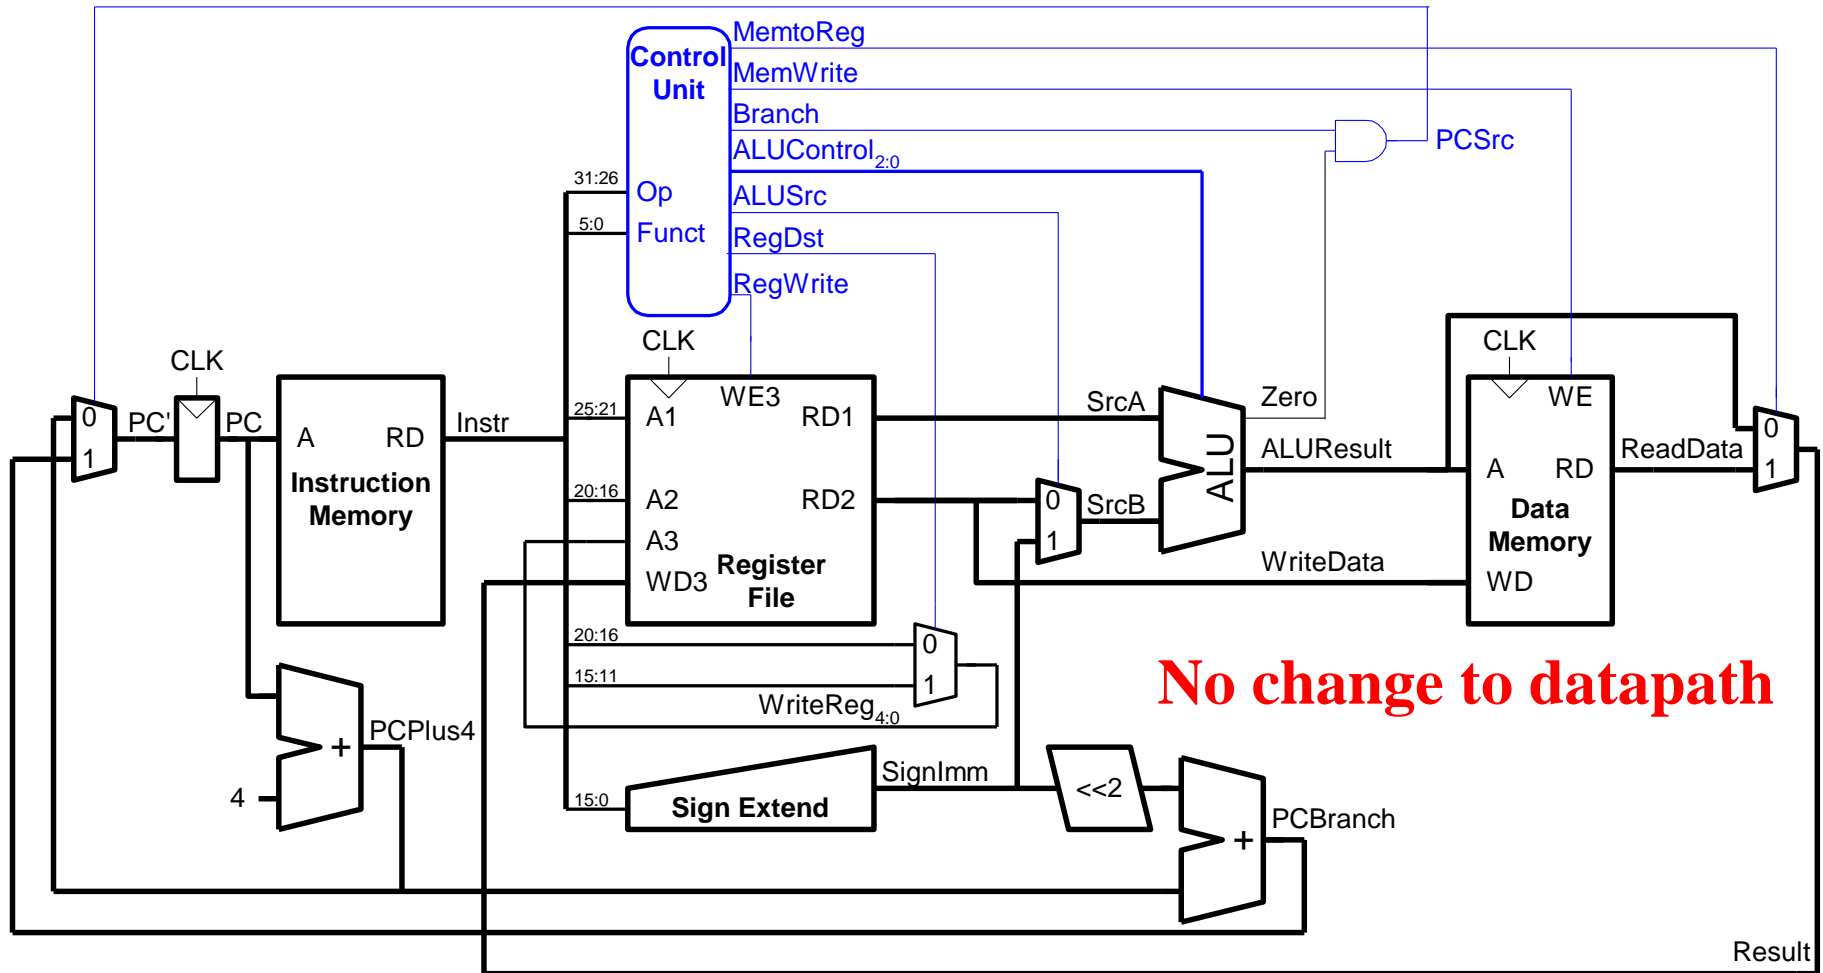 MemtoReg
Control
Unit
MemWrite
Branch
PCSrc
ALUControl2:0
31:26
Op
ALUSrc
5:0
Funct
RegDst
RegWrite
CLK
CLK
CLK
WE3
WE
0
PC'
PC
A
RD
Instr
25:21
A1
RD1
SrcA
Zero
0
1
Instruction
Memory
ALU
ALUResult
A
RD
ReadData
1
20:16
A2
RD2
0
SrcB
1
Data
Memory
A3
WD3
Register
File
WriteData
WD
20:16
0
15:11
1
WriteReg4:0
No change to datapath
PCPlus4
+
4
SignImm
<<2
15:0
Sign Extend
PCBranch
+
Result